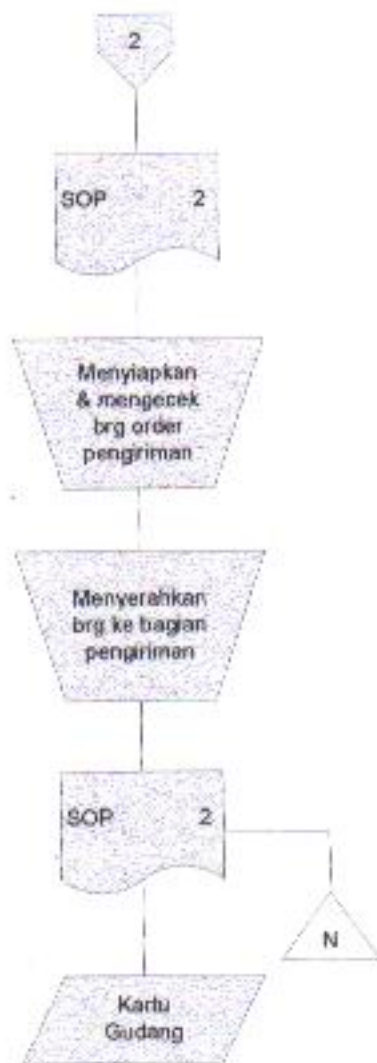 2
SOP 2
Menyiapkan
& mengecek
brg order
pengiriman
Menyerahkan
brg ke bagian
pengiriman
SOP 2
N
Kartu
Gudang